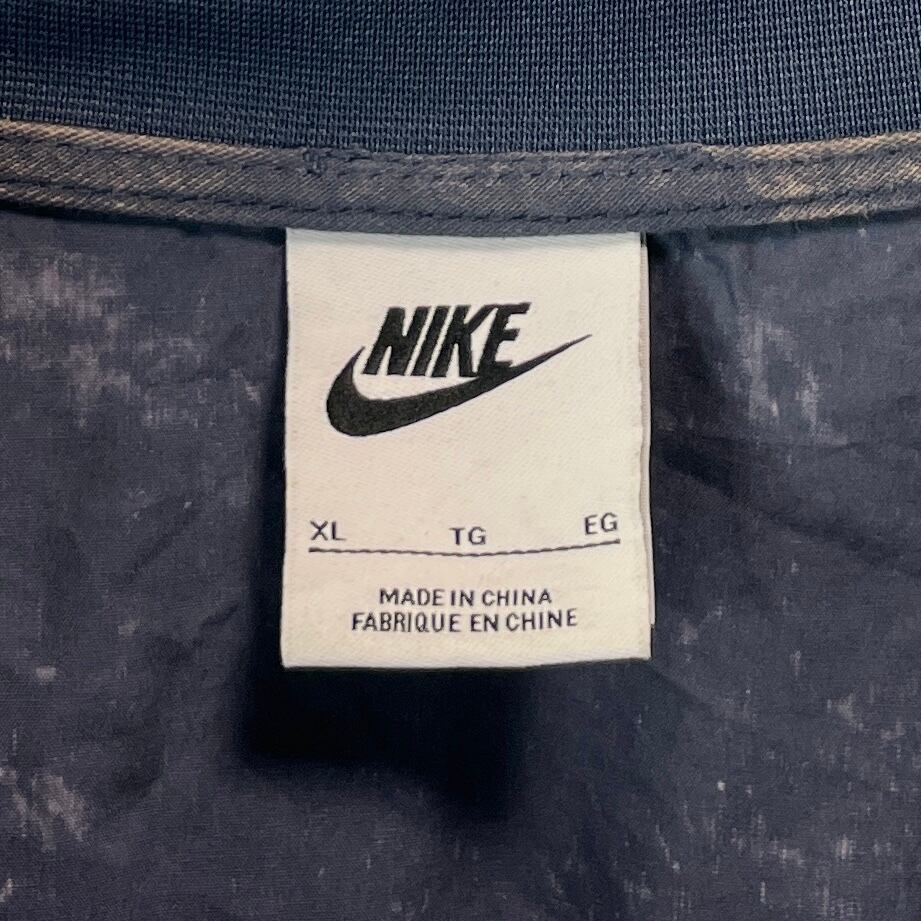 NIKE
XL TG EG
MADE IN CHINA
FABRIQUE EN CHINE